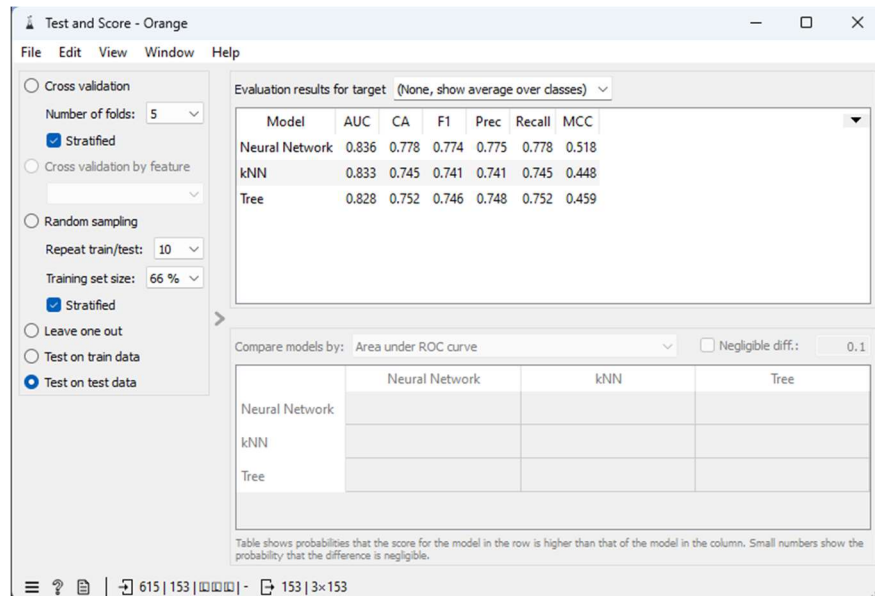 Test and Score - Orange
File Edit View Window Help
Cross validation
Number of folds: 5
Stratified
Cross validation by feature
Random sampling
Repeat train/test: 10
Training set size: 66 %
Stratified
Leave one out
Test on train data
Test on test data
Evaluation results for target (None, show average over classes)
Model AUC CA F1 Prec Recall MCC
Neural Network 0.836 0.778 0.774 0.775 0.778 0.518
kNN 0.833 0.745 0.741 0.741 0.745 0.448
Tree 0.828 0.752 0.746 0.748 0.752 0.459
Compare models by: Area under ROC curve Negligible diff.: 0.1
Neural Network kNN Tree
Neural Network
kNN
Tree
Table shows probabilities that the score for the model in the row is higher than that of the model in the column. Small numbers show the
probability that the difference is negligible.
615 | 153 | | - 153 | 3×153